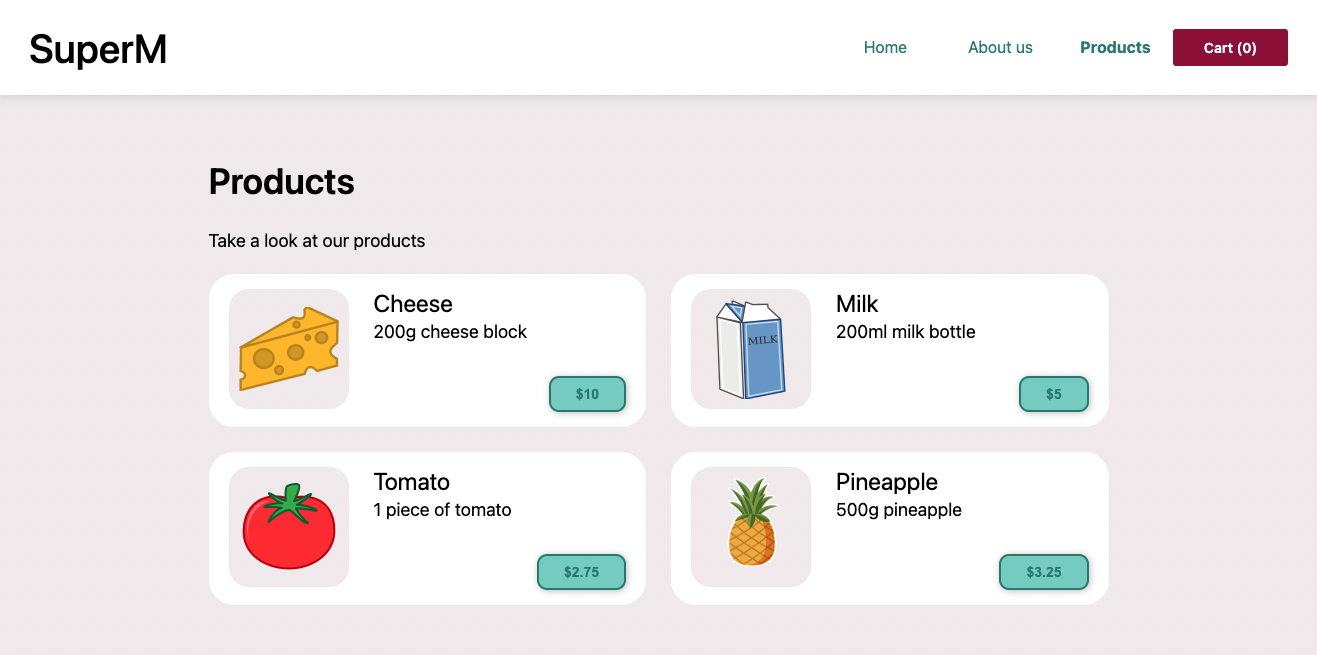 SuperM
Home
About us
Products
Cart (0)
Products
Take a look at our products
Cheese
200g cheese block
$10
MILK
Milk
200ml milk bottle
$5
Tomato
1 piece of tomato
$2.75
Pineapple
500g pineapple
$3.25